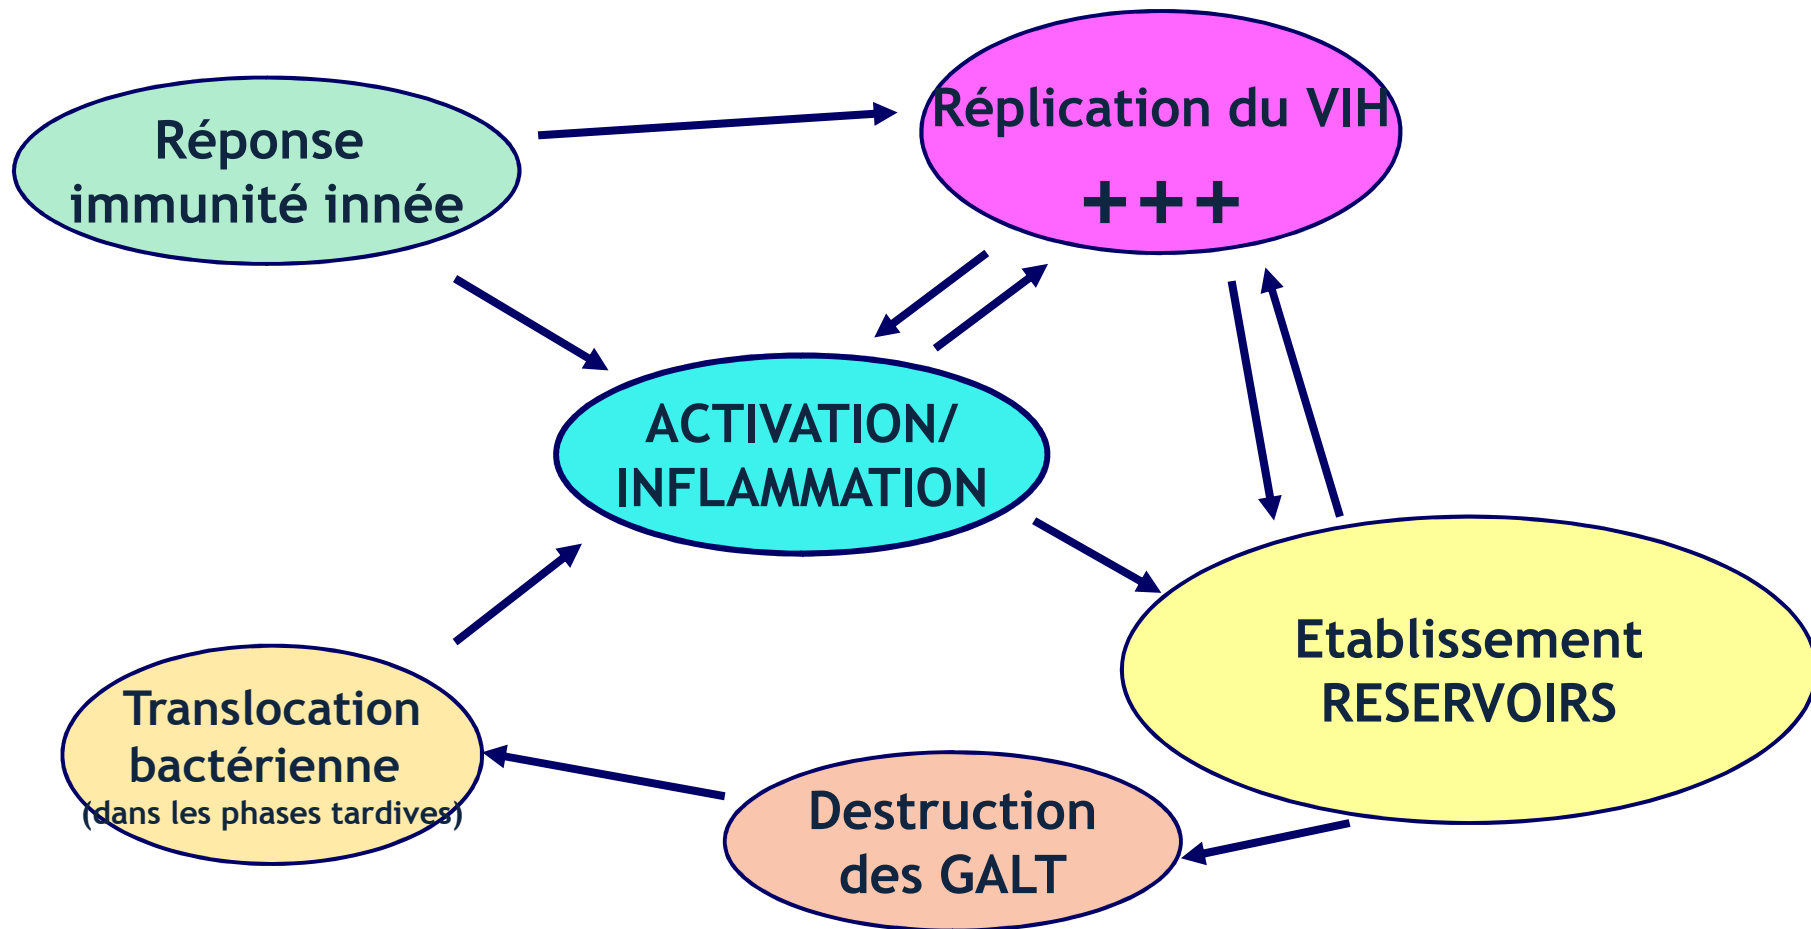 Réponse
immunité innée
Réplication du VIH
+++
ACTIVATION/
INFLAMMATION
Etablissement
RESERVOIRS
Translocation
bactérienne
(dans les phases tardives)
Destruction
des GALT